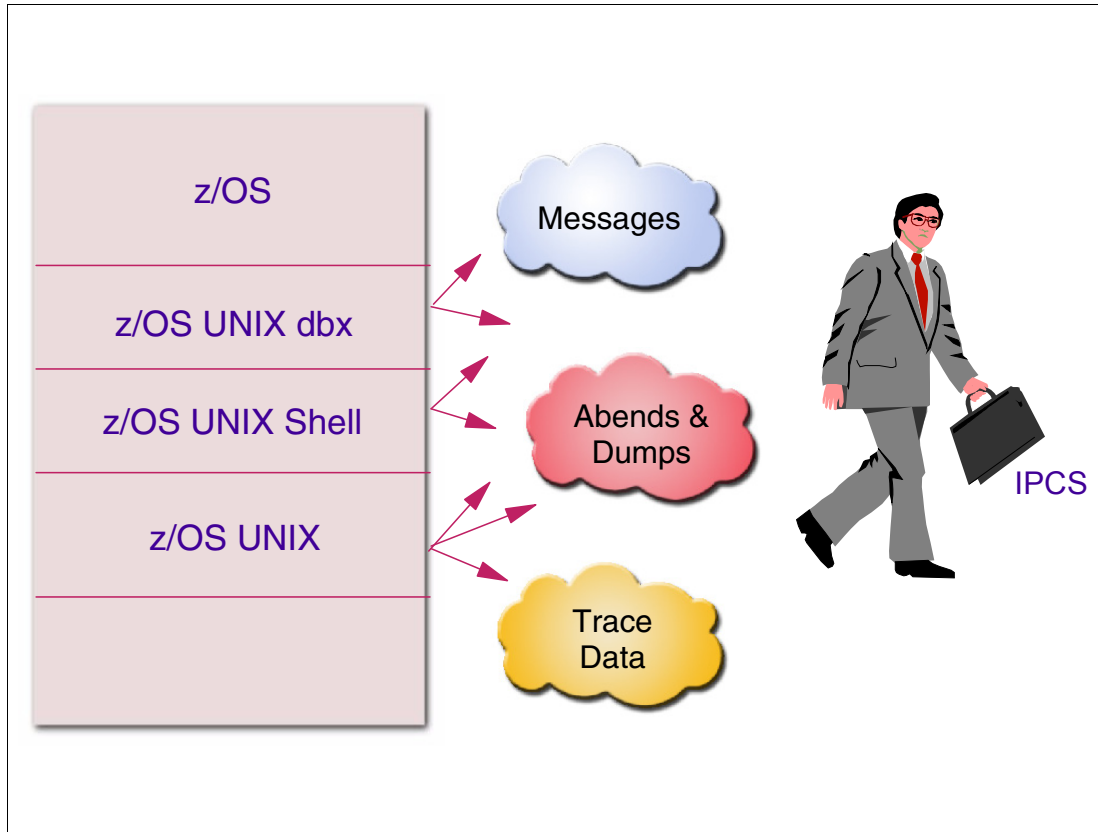 z/OS
z/OS UNIX dbx
z/OS UNIX Shell
z/OS UNIX
Messages
Abends &
Dumps
Trace
Data
IPCS